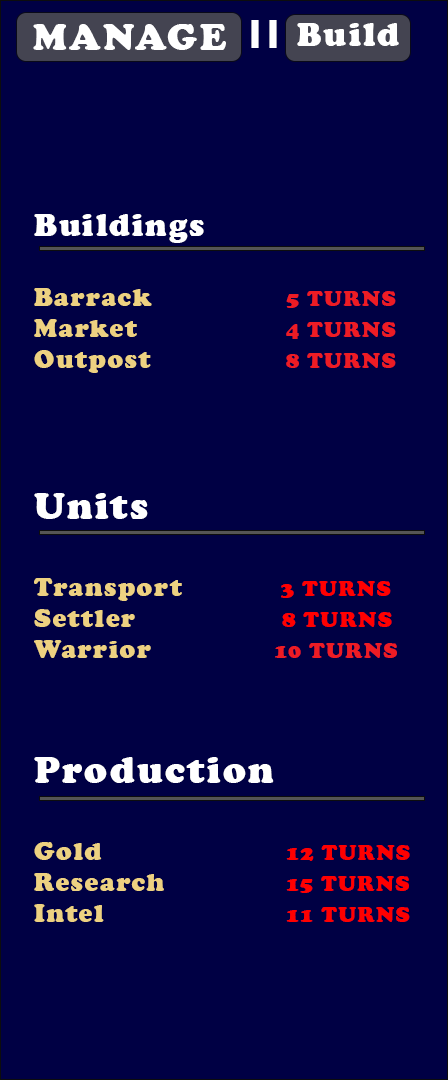 MANAGE || Build
Buildings
Barrack 5 TURNS
Market 4 TURNS
Outpost 8 TURNS
Units
Transport 3 TURNS
Settler 8 TURNS
Warrior 10 TURNS
Production
Gold 12 TURNS
Research 15 TURNS
Intel 11 TURNS